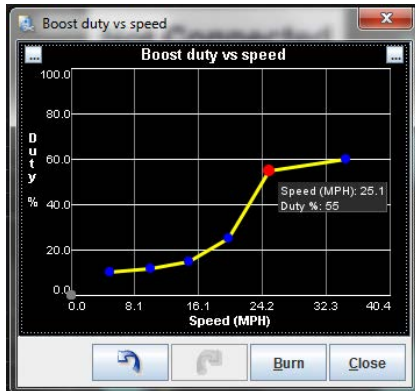 Boost duty vs speed
Boost duty vs speed
...
...
100.0
80.0
60.0
40.0
20.0
0.0
Duty %
Speed (MPH): 25.1
Duty %: 55
0.0 8.1 16.1 24.2 32.3 40.4
Speed (MPH)
Burn
Close